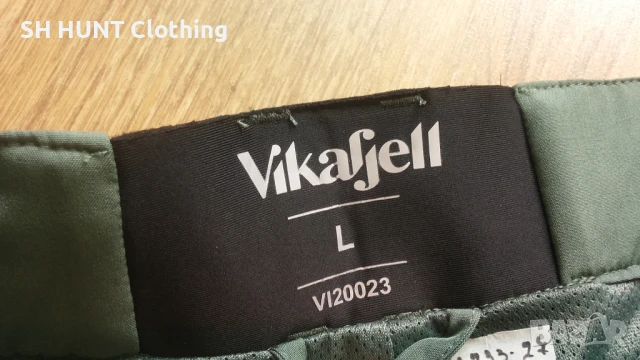 SH HUNT Clothing
Vikafjell
L
VI20023